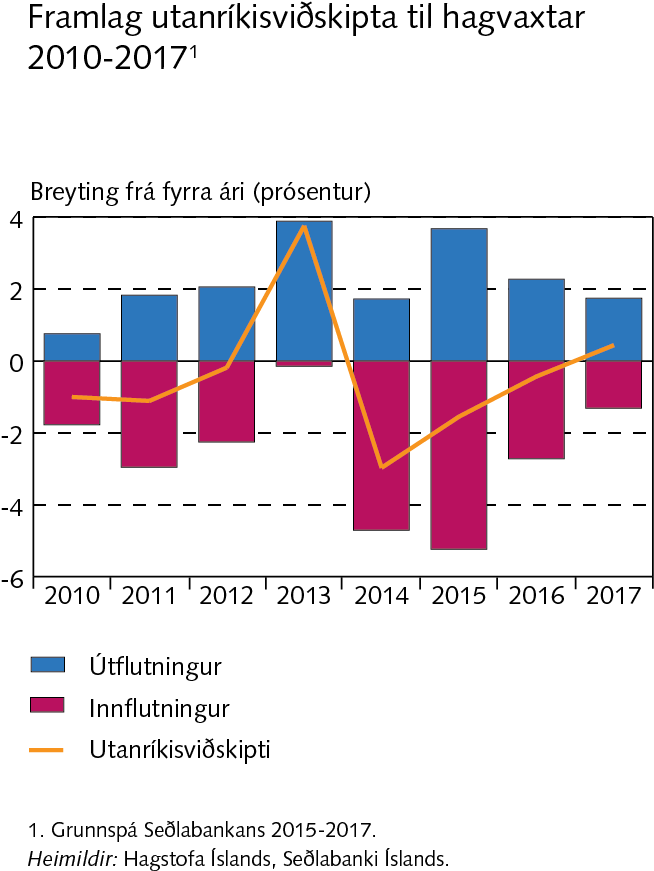 Framlag utanríkisviðskipta til hagvaxtar
2010-2017¹
Breyting frá fyrra ári (prósentur)
4
2
0
-2
-4
-6
2010 2011 2012 2013 2014 2015 2016 2017
Útflutningur
Innflutningur
Utanríkisviðskipti
1. Grunnspá Seðlabankans 2015-2017.
Heimildir: Hagstofa Íslands, Seðlabanki Íslands.